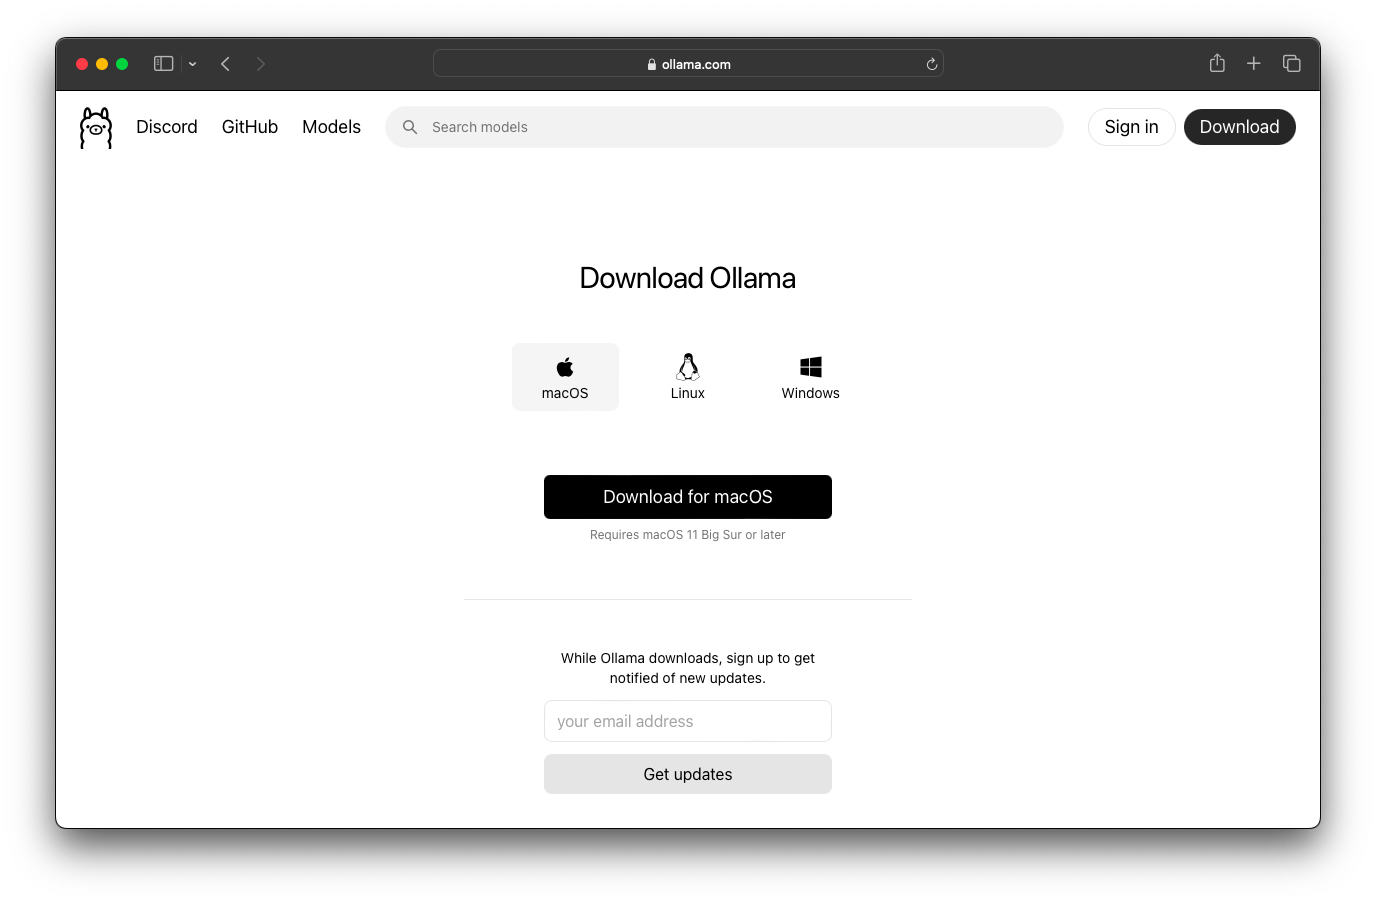 ollama.com
Discord GitHub Models Search models Sign in Download
Download Ollama
macOS Linux Windows
Download for macOS
Requires macOS 11 Big Sur or later
While Ollama downloads, sign up to get
notified of new updates.
your email address
Get updates